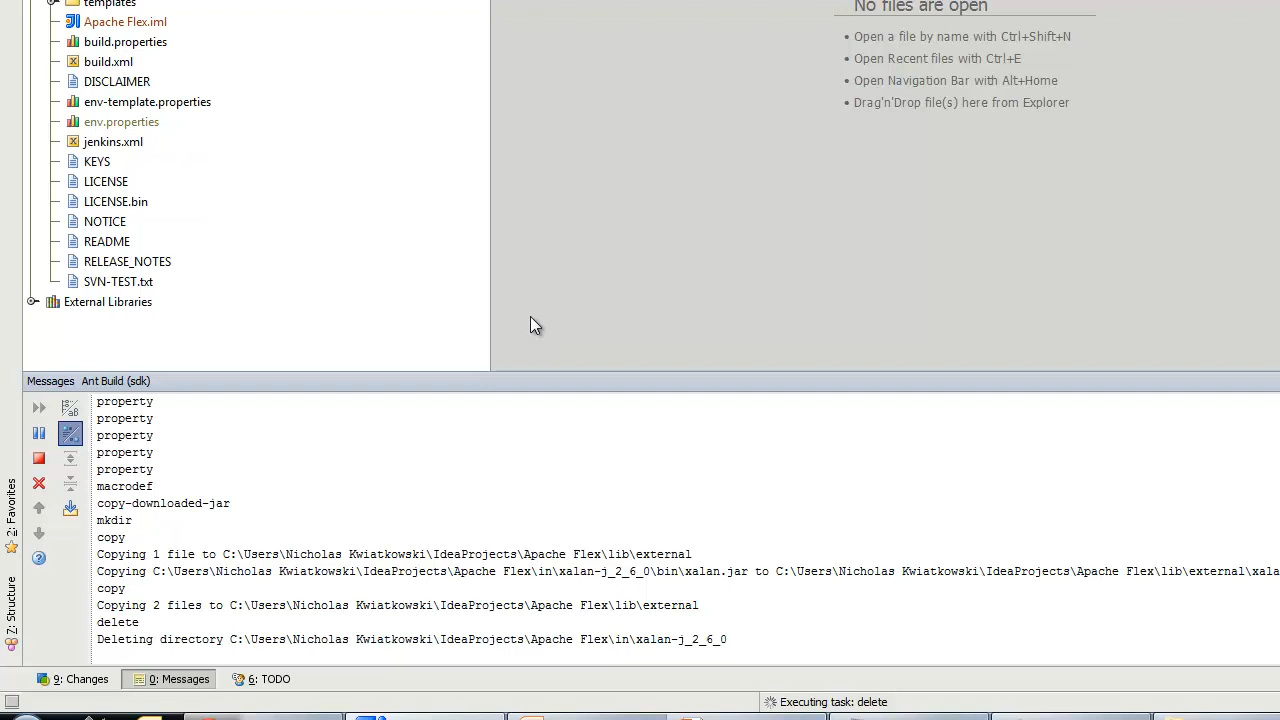 templates
Apache Flex.iml
build.properties
build.xml
DISCLAIMER
env-template.properties
env.properties
jenkins.xml
KEYS
LICENSE
LICENSE.bin
NOTICE
README
RELEASE_NOTES
SVN-TEST.txt
External Libraries
No files are open
• Open a file by name with Ctrl+Shift+N
• Open Recent files with Ctrl+E
• Open Navigation Bar with Alt+Home
• Drag'n'Drop file(s) here from Explorer
2: Favorites
Z: Structure
Messages Ant Build (sdk)
property
property
property
property
property
macrodef
copy-downloaded-jar
mkdir
copy
Copying 1 file to C:\Users\Nicholas Kwiatkowski\IdeaProjects\Apache Flex\lib\external
Copying C:\Users\Nicholas Kwiatkowski\IdeaProjects\Apache Flex\in\xalan-j_2_6_0\bin\xalan.jar to C:\Users\Nicholas Kwiatkowski\IdeaProjects\Apache Flex\lib\external\xala
copy
Copying 2 files to C:\Users\Nicholas Kwiatkowski\IdeaProjects\Apache Flex\lib\external
delete
Deleting directory C:\Users\Nicholas Kwiatkowski\IdeaProjects\Apache Flex\in\xalan-j_2_6_0
9: Changes 0: Messages 6: TODO
Executing task: delete